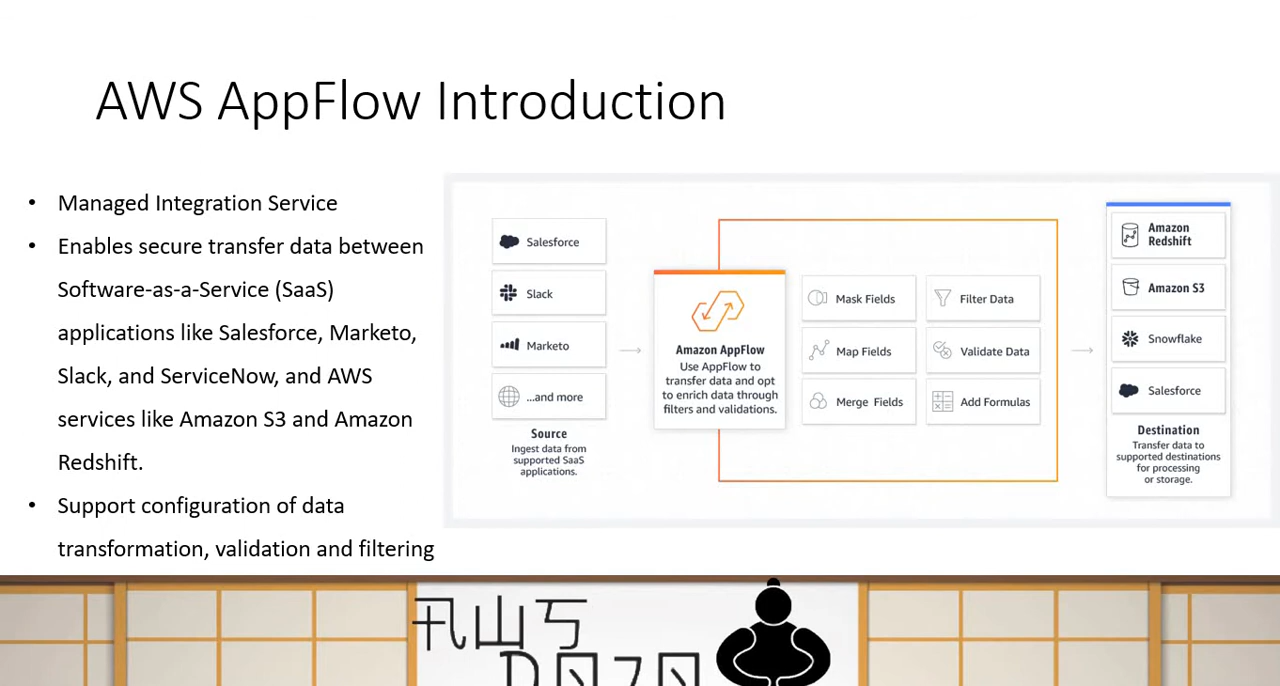 AWS AppFlow Introduction
• Managed Integration Service
• Enables secure transfer data between
Software-as-a-Service (SaaS)
applications like Salesforce, Marketo,
Slack, and ServiceNow, and AWS
services like Amazon S3 and Amazon
Redshift.
• Support configuration of data
transformation, validation and filtering
Salesforce
Slack
Marketo
...and more
Source
Ingest data from
supported SaaS
applications.
Amazon AppFlow
Use AppFlow to
transfer data and opt
to enrich data through
filters and validations.
Mask Fields
Filter Data
Map Fields
Validate Data
Merge Fields
Add Formulas
Amazon
Redshift
Amazon S3
Snowflake
Salesforce
Destination
Transfer data to
supported destinations
for processing
or storage.